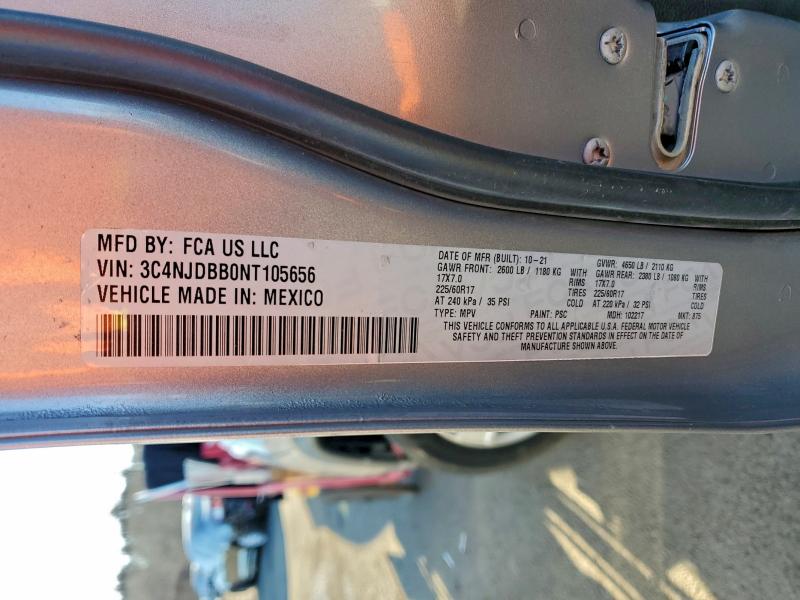 MFD BY: FCA US LLC
VIN: 3C4NJDBB0NT105656
VEHICLE MADE IN: MEXICO
DATE OF MFR (BUILT): 10-21 GVWR: 4650 LB / 2110 KG
GAWR FRONT: 2600 LB / 1180 KG WITH GAWR REAR: 2380 LB / 1080 KG WITH
17X7.0 RIMS 17X7.0 RIMS
225/60R17 TIRES 225/60R17 TIRES
AT 240 kPa / 35 PSI COLD AT 220 kPa / 32 PSI COLD
TYPE: MPV PAINT: PSC MDH: 102217 MKT: 875
THIS VEHICLE CONFORMS TO ALL APPLICABLE U.S.A. FEDERAL MOTOR VEHICLE
SAFETY AND THEFT PREVENTION STANDARDS IN EFFECT ON THE DATE OF
MANUFACTURE SHOWN ABOVE.